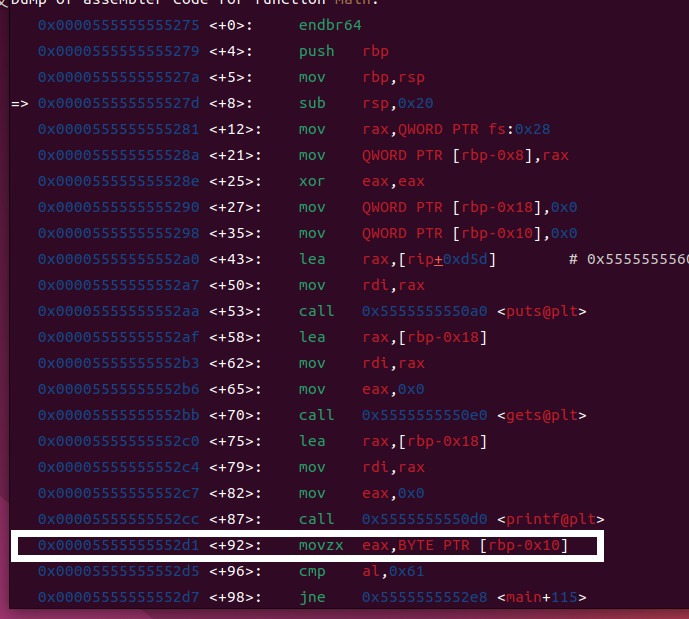 Dump of assembler code for function main:
0x0000555555555275 <+0>: endbr64
0x0000555555555279 <+4>: push rbp
0x000055555555527a <+5>: mov rbp,rsp
=> 0x000055555555527d <+8>: sub rsp,0x20
0x0000555555555281 <+12>: mov rax,QWORD PTR fs:0x28
0x000055555555528a <+21>: mov QWORD PTR [rbp-0x8],rax
0x000055555555528e <+25>: xor eax,eax
0x0000555555555290 <+27>: mov QWORD PTR [rbp-0x18],0x0
0x0000555555555298 <+35>: mov QWORD PTR [rbp-0x10],0x0
0x00005555555552a0 <+43>: lea rax,[rip+0xd5d] # 0x5555555560
0x00005555555552a7 <+50>: mov rdi,rax
0x00005555555552aa <+53>: call 0x5555555550a0 <puts@plt>
0x00005555555552af <+58>: lea rax,[rbp-0x18]
0x00005555555552b3 <+62>: mov rdi,rax
0x00005555555552b6 <+65>: mov eax,0x0
0x00005555555552bb <+70>: call 0x5555555550e0 <gets@plt>
0x00005555555552c0 <+75>: lea rax,[rbp-0x18]
0x00005555555552c4 <+79>: mov rdi,rax
0x00005555555552c7 <+82>: mov eax,0x0
0x00005555555552cc <+87>: call 0x5555555550d0 <printf@plt>
0x00005555555552d1 <+92>: movzx eax,BYTE PTR [rbp-0x10]
0x00005555555552d5 <+96>: cmp al,0x61
0x00005555555552d7 <+98>: jne 0x5555555552e8 <main+115>